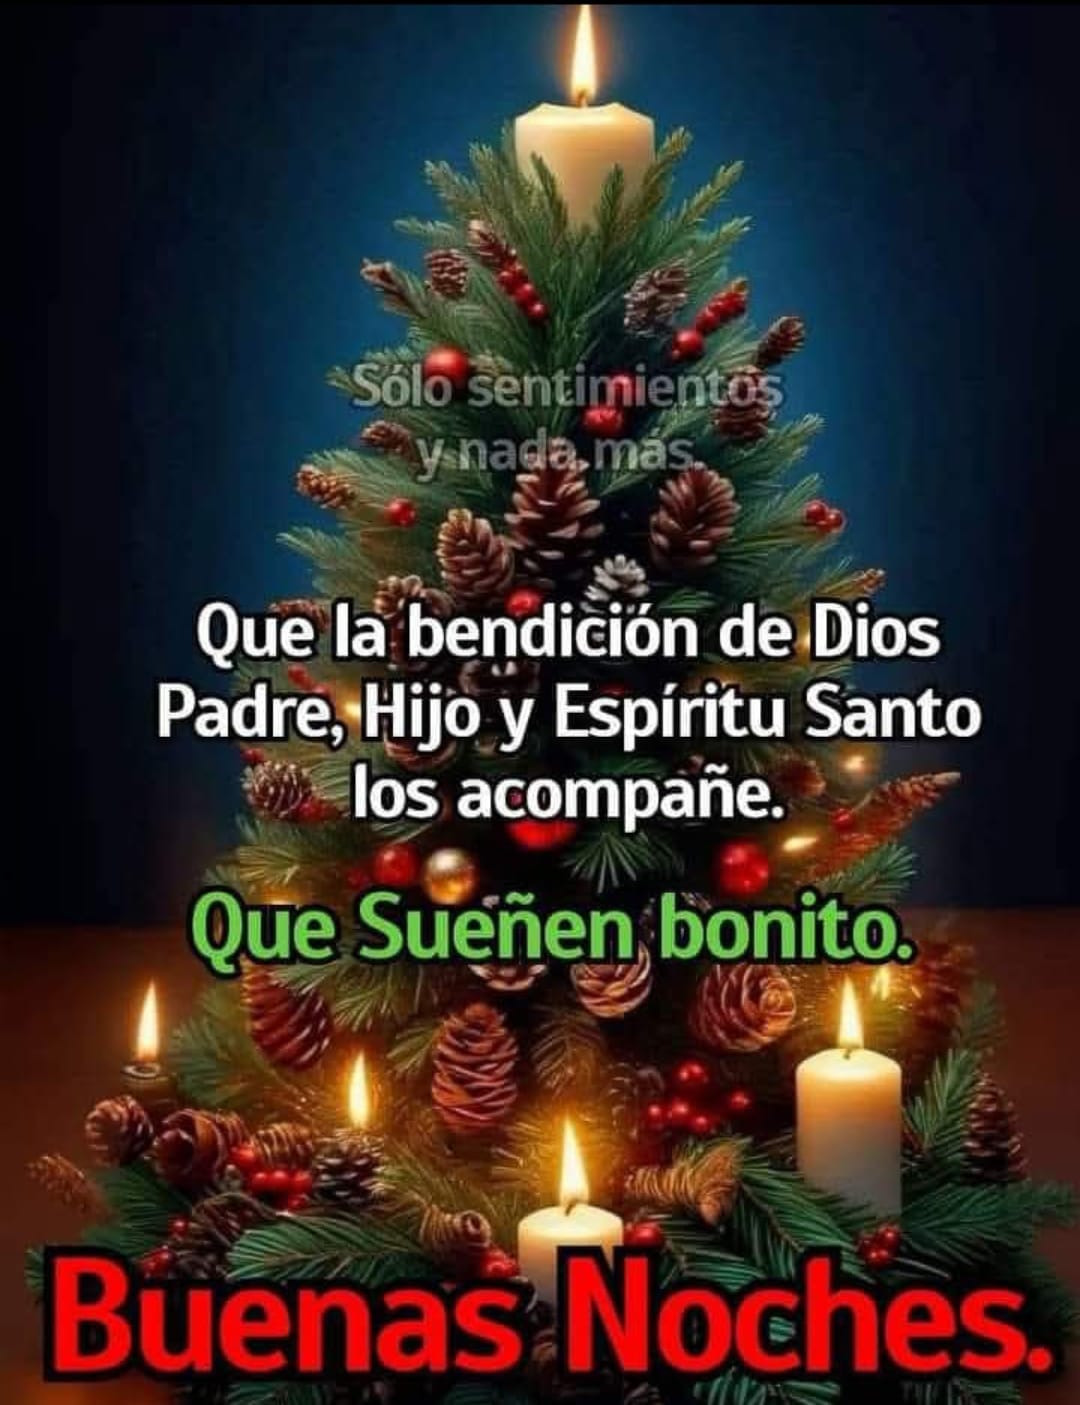 Sólo sentimientos
y nada más
Que la bendición de Dios
Padre, Hijo y Espíritu Santo
los acompañe.
Que Sueñen bonito.
Buenas Noches.